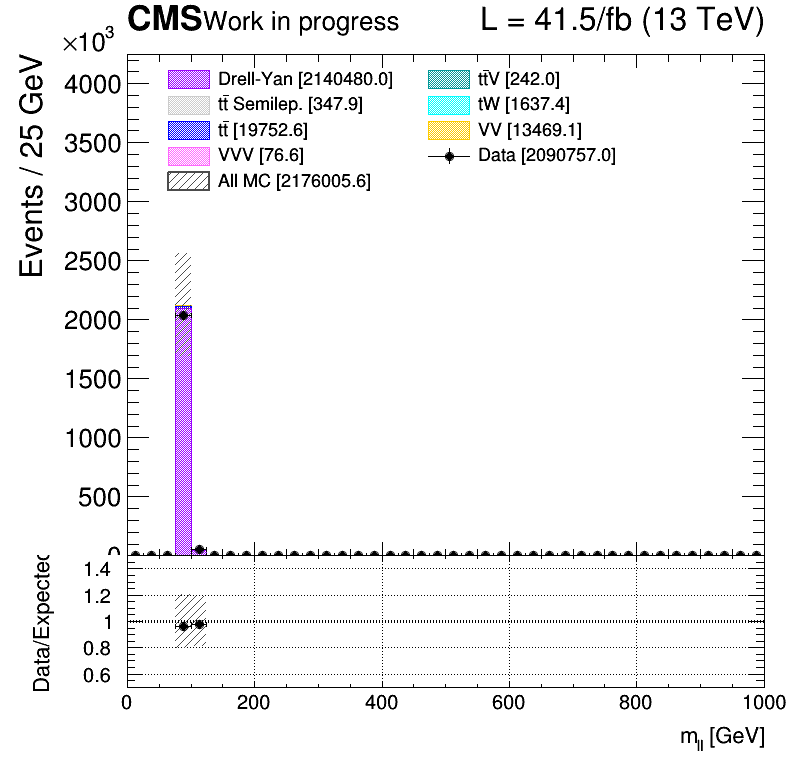 CMS Work in progress L = 41.5/fb (13 TeV)
×10³
Events / 25 GeV
4000
3500
3000
2500
2000
1500
1000
500
0
Drell-Yan [2140480.0]
tt̄ Semilep. [347.9]
tt̄ [19752.6]
VVV [76.6]
All MC [2176005.6]
tt̄V [242.0]
tW [1637.4]
VV [13469.1]
Data [2090757.0]
Data/Expected
1.4
1.2
1
0.8
0.6
0 200 400 600 800 1000
m_ll [GeV]